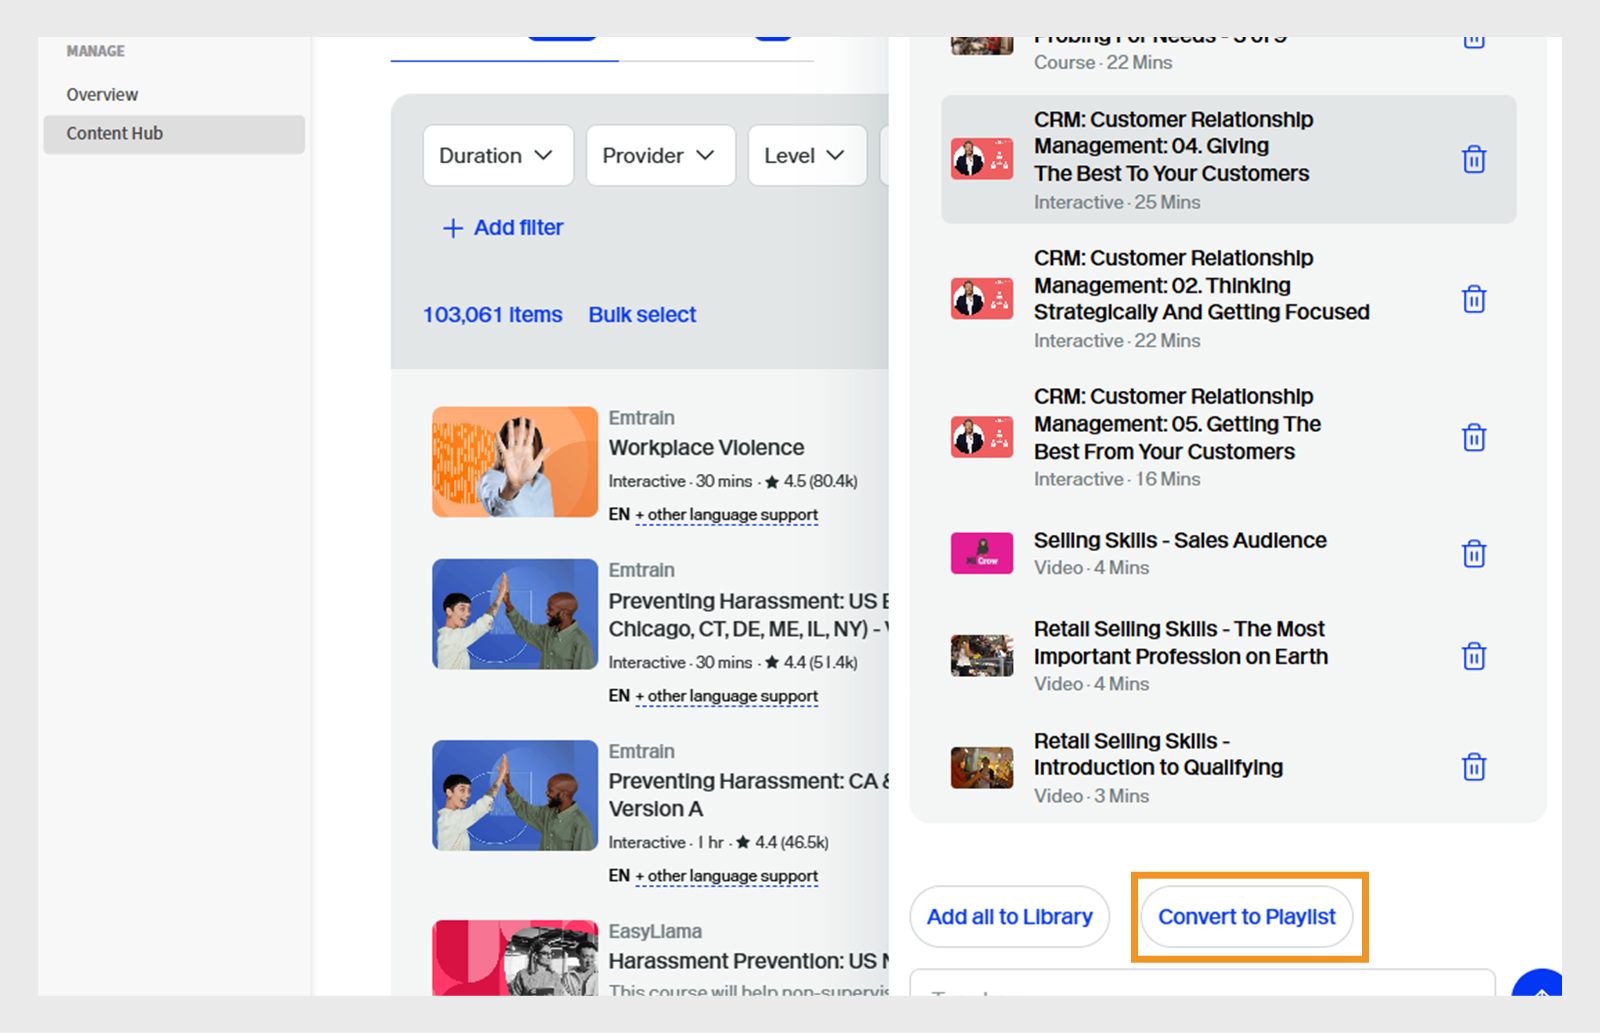 MANAGE
Overview
Content Hub
Duration
Provider
Level
Add filter
103,061 items
Bulk select
Emtrain
Workplace Violence
Interactive · 30 mins · ★ 4.5 (80.4k)
EN + other language support
Emtrain
Preventing Harassment: US
Chicago, CT, DE, ME, IL, NY) -
Interactive · 30 mins · ★ 4.4 (51.4k)
EN + other language support
Emtrain
Preventing Harassment: CA &
Version A
Interactive · 1 hr · ★ 4.4 (46.5k)
EN + other language support
EasyLlama
Harassment Prevention: US
This course will help non-supervis
Probing For Needs - 3 of 9
Course · 22 Mins
CRM: Customer Relationship
Management: 04. Giving
The Best To Your Customers
Interactive · 25 Mins
CRM: Customer Relationship
Management: 02. Thinking
Strategically And Getting Focused
Interactive · 22 Mins
CRM: Customer Relationship
Management: 05. Getting The
Best From Your Customers
Interactive · 16 Mins
Crow
Selling Skills - Sales Audience
Video · 4 Mins
Retail Selling Skills - The Most
Important Profession on Earth
Video · 4 Mins
Retail Selling Skills -
Introduction to Qualifying
Video · 3 Mins
Add all to Library
Convert to Playlist